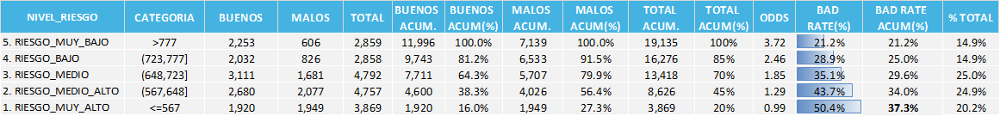 NIVEL_RIESGO CATEGORIA BUENOS MALOS TOTAL BUENOS ACUM. BUENOS ACUM(%) MALOS ACUM. MALOS ACUM(%) TOTAL ACUM. TOTAL ACUM(%) ODDS BAD RATE(%) BAD RATE ACUM(%) % TOTAL
5. RIESGO_MUY_BAJO >777 2,253 606 2,859 11,996 100.0% 7,139 100.0% 19,135 100% 3.72 21.2% 21.2% 14.9%
4. RIESGO_BAJO (723,777] 2,032 826 2,858 9,743 81.2% 6,533 91.5% 16,276 85% 2.46 28.9% 25.0% 14.9%
3. RIESGO_MEDIO (648,723] 3,111 1,681 4,792 7,711 64.3% 5,707 79.9% 13,418 70% 1.85 35.1% 29.6% 25.0%
2. RIESGO_MEDIO_ALTO (567,648] 2,680 2,077 4,757 4,600 38.3% 4,026 56.4% 8,626 45% 1.29 43.7% 34.0% 24.9%
1. RIESGO_MUY_ALTO <=567 1,920 1,949 3,869 1,920 16.0% 1,949 27.3% 3,869 20% 0.99 50.4% 37.3% 20.2%